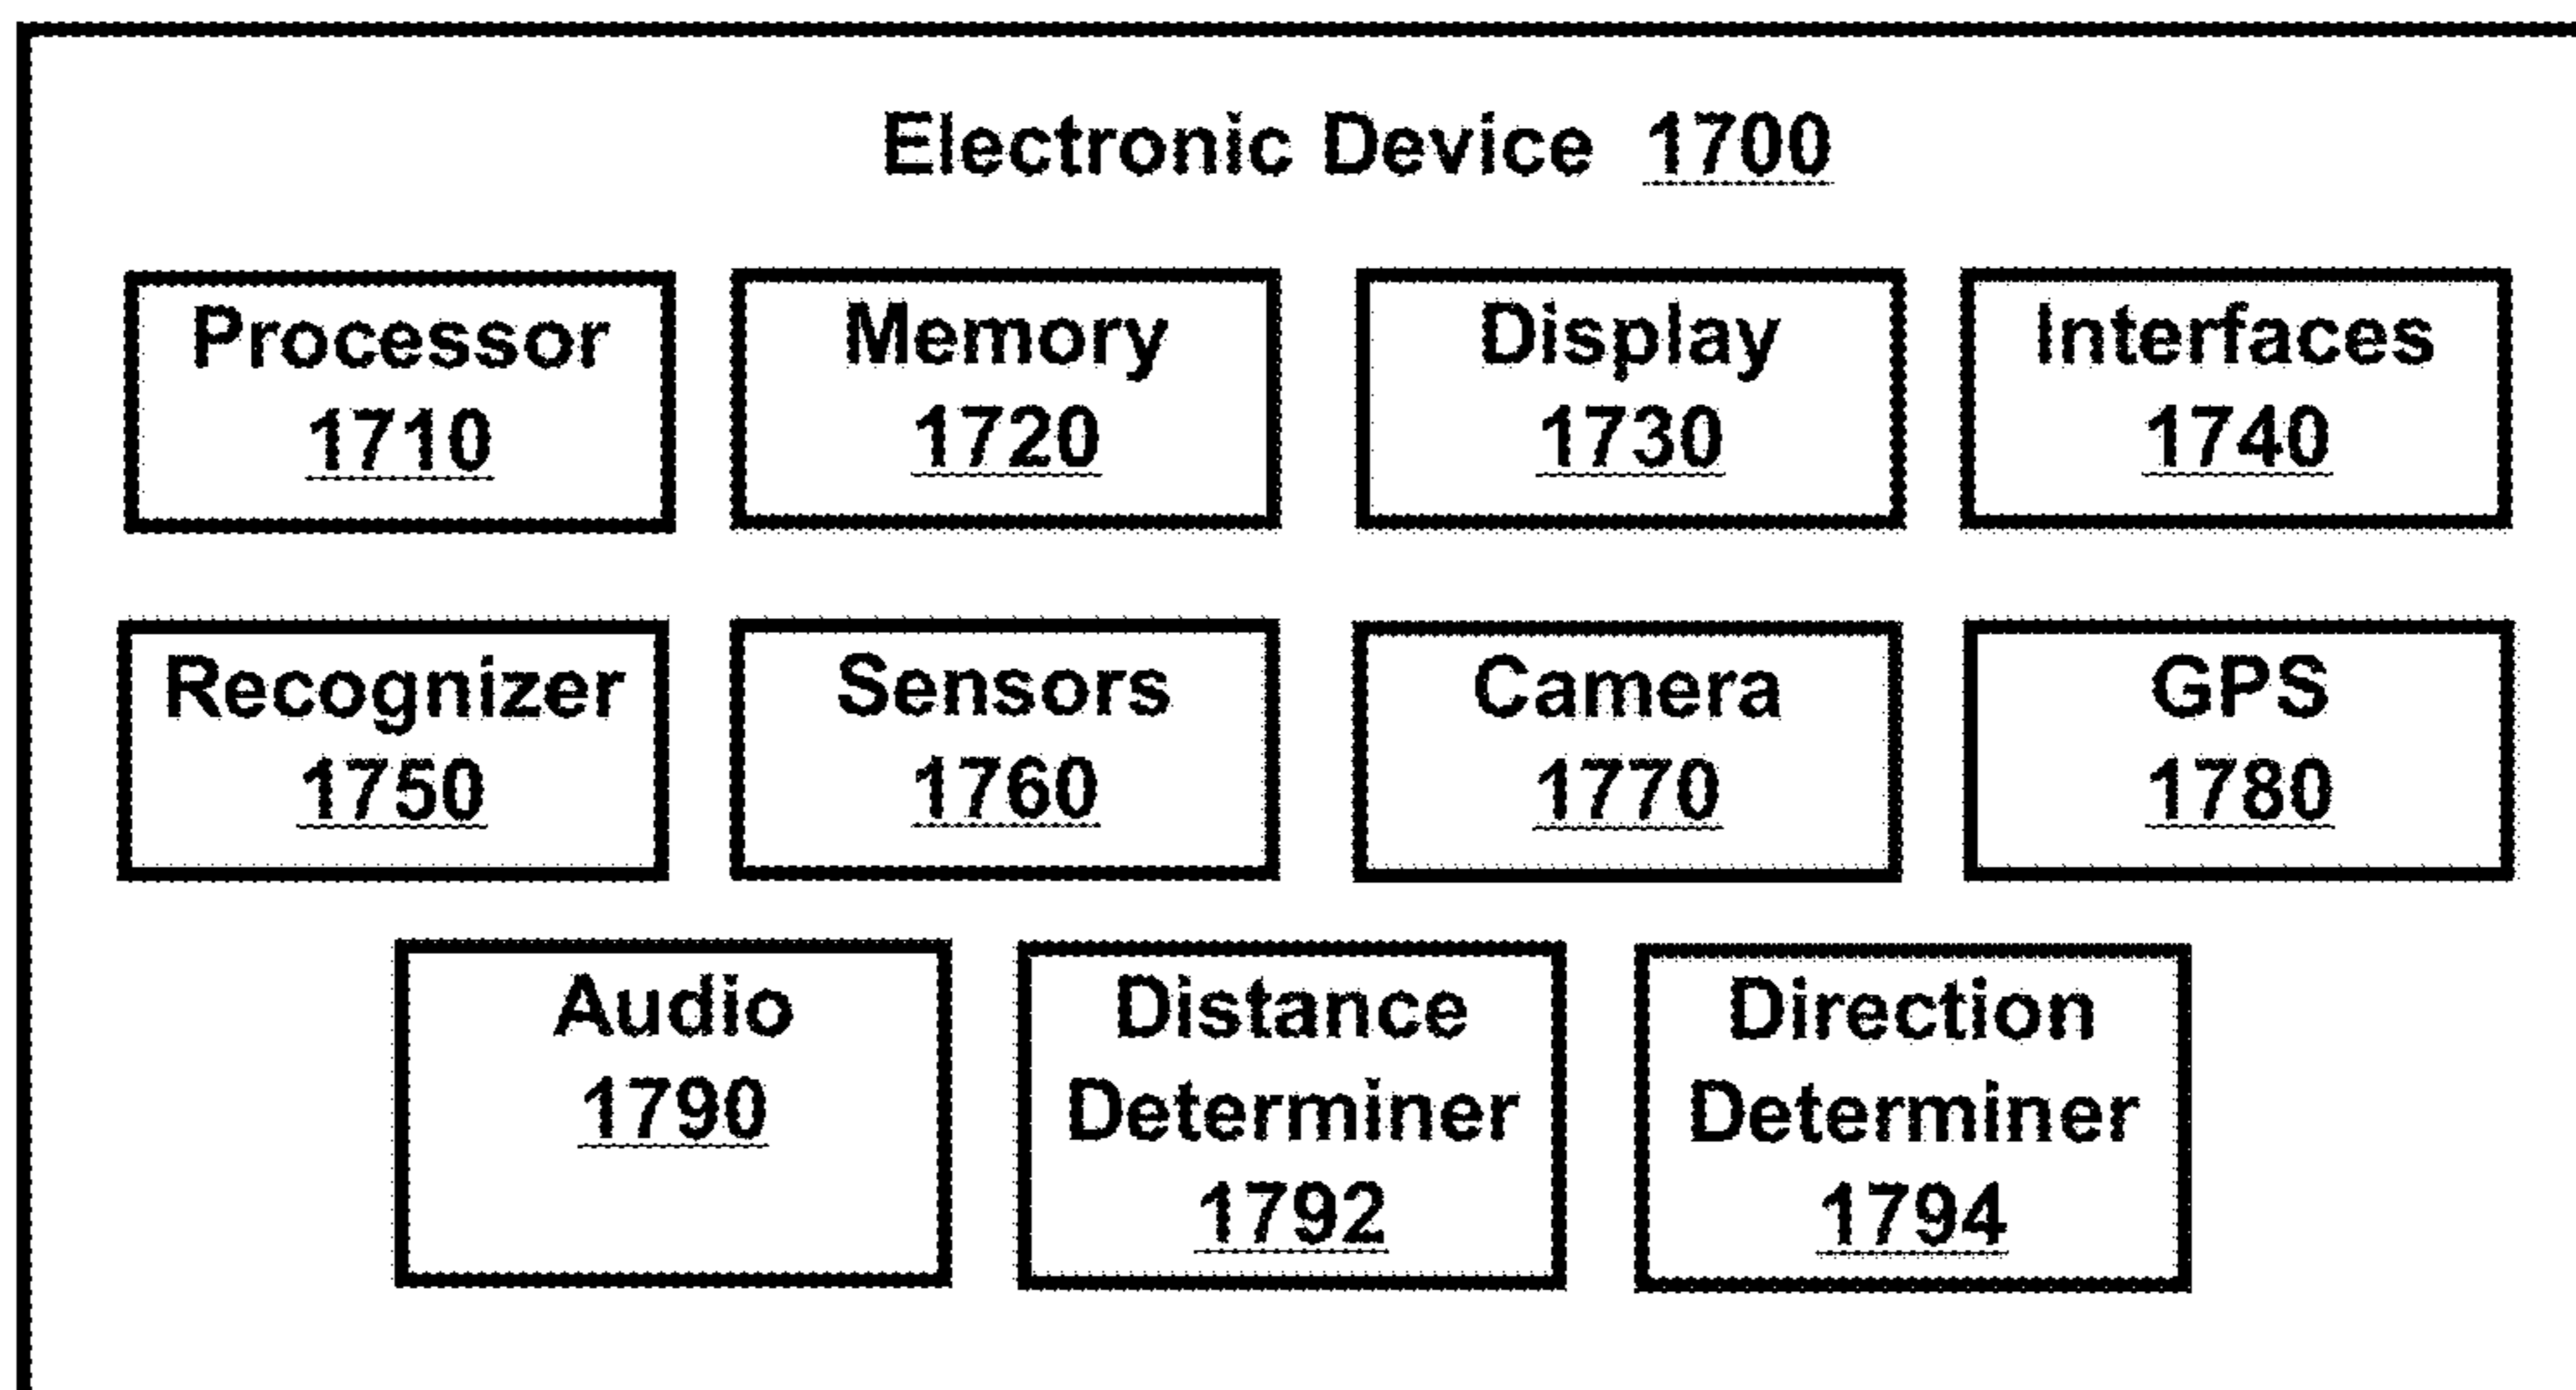 Electronic Device 1700
Processor
1710
Memory
1720
Display
1730
Interfaces
1740
Recognizer
1750
Sensors
1760
Camera
1770
GPS
1780
Audio
1790
Distance
Determiner
1792
Direction
Determiner
1794